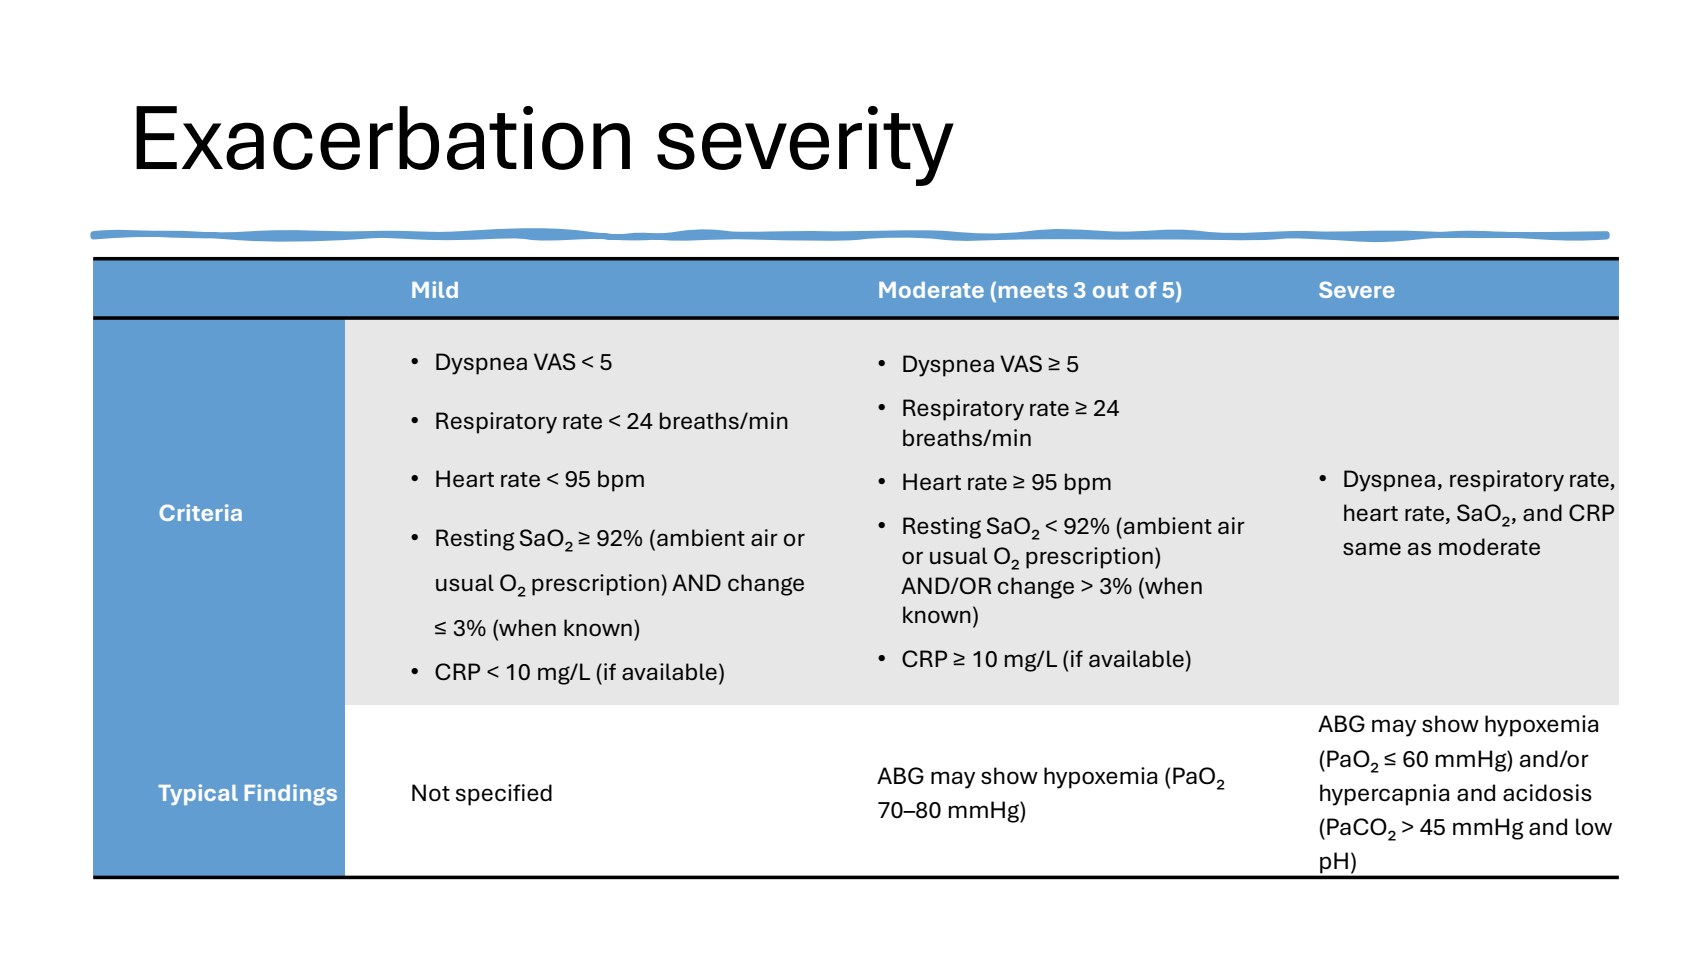 Exacerbation severity
Mild
Moderate (meets 3 out of 5)
Severe
Criteria
• Dyspnea VAS < 5
• Respiratory rate < 24 breaths/min
• Heart rate < 95 bpm
• Resting SaO₂ ≥ 92% (ambient air or
usual O₂ prescription) AND change
≤ 3% (when known)
• CRP < 10 mg/L (if available)
• Dyspnea VAS ≥ 5
• Respiratory rate ≥ 24
breaths/min
• Heart rate ≥ 95 bpm
• Resting SaO₂ < 92% (ambient air
or usual O₂ prescription)
AND/OR change > 3% (when
known)
• CRP ≥ 10 mg/L (if available)
• Dyspnea, respiratory rate,
heart rate, SaO₂, and CRP
same as moderate
Typical Findings
Not specified
ABG may show hypoxemia (PaO₂
70–80 mmHg)
ABG may show hypoxemia
(PaO₂ ≤ 60 mmHg) and/or
hypercapnia and acidosis
(PaCO₂ > 45 mmHg and low
pH)